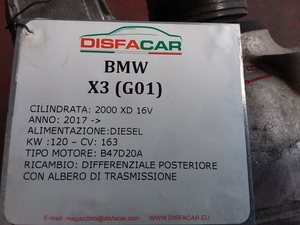 DISFACAR
BMW
X3 (G01)
CILINDRATA: 2000 XD 16V
ANNO: 2017 ->
ALIMENTAZIONE:DIESEL
KW :120 – CV: 163
TIPO MOTORE: B47D20A
RICAMBIO: DIFFERENZIALE POSTERIORE
CON ALBERO DI TRASMISSIONE
E-mail: magazzino@disfacar.eu WWW.DISFACAR.EU